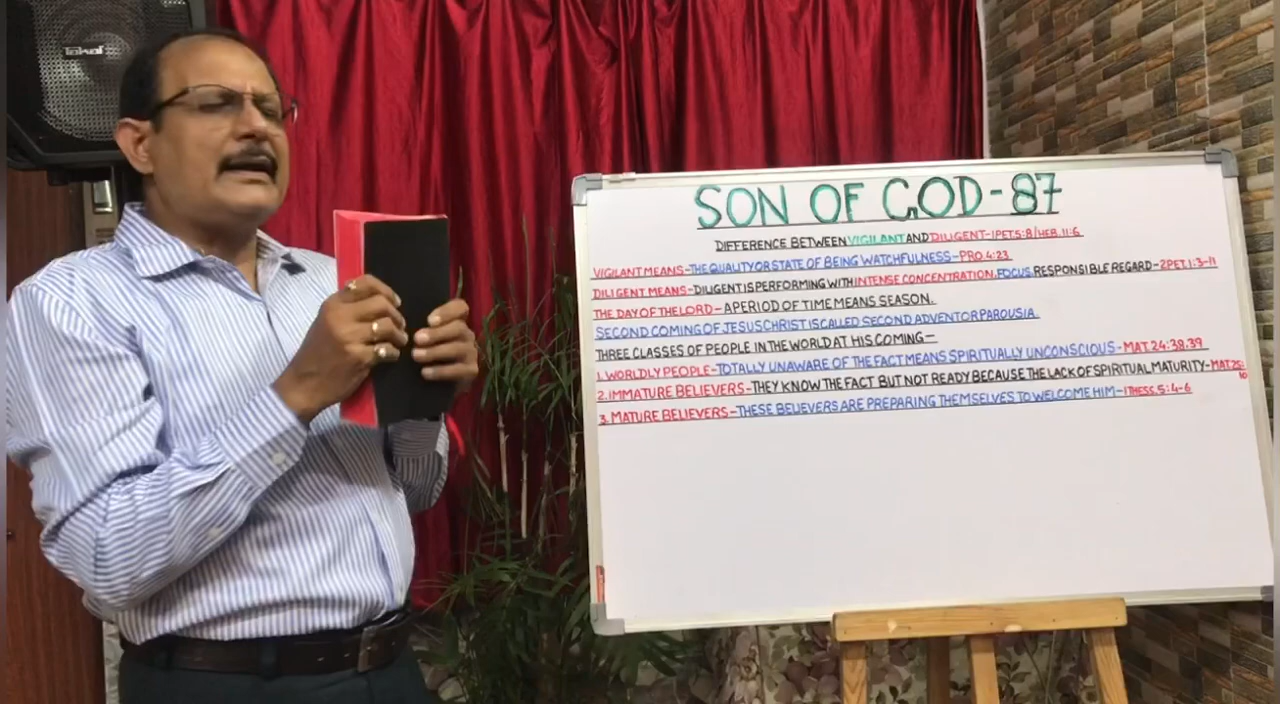 SON OF GOD-87
DIFFERENCE BETWEEN VIGILANT AND DILIGENT-1PET.5:8/HEB.11:6
VIGILANT MEANS-THE QUALITY OR STATE OF BEING WATCHFULNESS-PRO.4:23
DILIGENT MEANS-DILIGENT IS PERFORMING WITH INTENSE CONCENTRATION, FOCUS, RESPONSIBLE REGARD-2PET.1:3-11
THE DAY OF THE LORD-A PERIOD OF TIME MEANS SEASON.
SECOND COMING OF JESUS CHRIST IS CALLED SECOND ADVENT OR PAROUSIA.
THREE CLASSES OF PEOPLE IN THE WORLD AT HIS COMING-
1. WORLDLY PEOPLE-TOTALLY UNAWARE OF THE FACT MEANS SPIRITUALLY UNCONSCIOUS-MAT.24:38,39
2. IMMATURE BELIEVERS-THEY KNOW THE FACT BUT NOT READY BECAUSE THE LACK OF SPIRITUAL MATURITY-MAT.25:10
3. MATURE BELIEVERS-THESE BELIEVERS ARE PREPARING THEMSELVES TO WELCOME HIM-1THESS.5:4-6